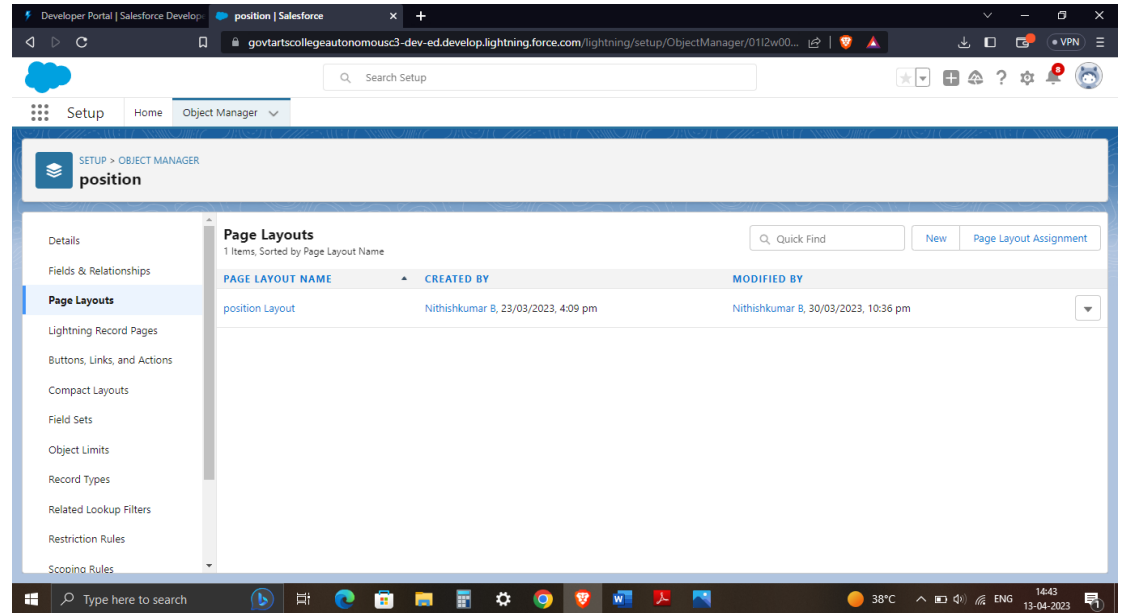 Developer Portal | Salesforce Develop
position | Salesforce
govtartscollegeautonomousc3-dev-ed.develop.lightning.force.com/lightning/setup/ObjectManager/01I2w00...
VPN
Search Setup
8
Setup
Home
Object Manager
SETUP > OBJECT MANAGER
position
Details
Fields & Relationships
Page Layouts
Lightning Record Pages
Buttons, Links, and Actions
Compact Layouts
Field Sets
Object Limits
Record Types
Related Lookup Filters
Restriction Rules
Scoping Rules
Page Layouts
1 Items, Sorted by Page Layout Name
Quick Find
New
Page Layout Assignment
PAGE LAYOUT NAME CREATED BY MODIFIED BY
position Layout Nithishkumar B, 23/03/2023, 4:09 pm Nithishkumar B, 30/03/2023, 10:36 pm
Type here to search
38°C
ENG
14:43
13-04-2023
1